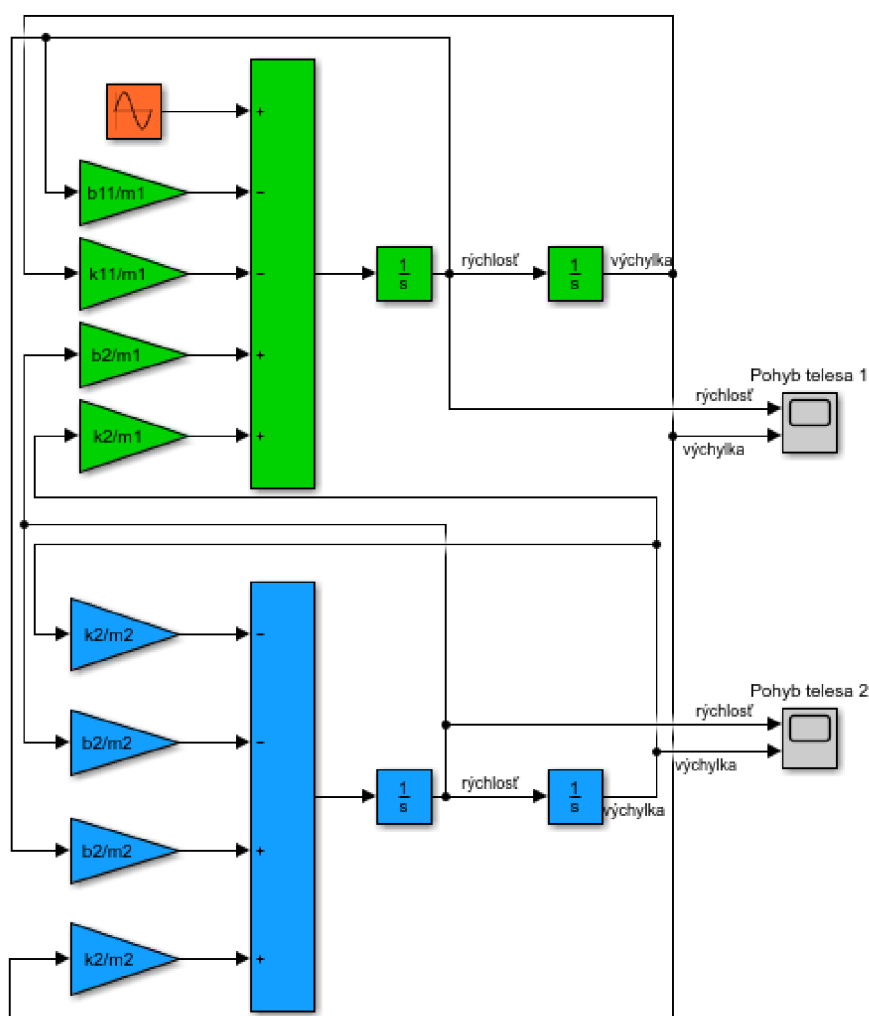 +
b11/m1
−
k11/m1
−
1
s
rýchlosť
1
s
výchylka
b2/m1
+
Pohyb telesa 1
rýchlosť
k2/m1
+
výchylka
k2/m2
−
Pohyb telesa 2
rýchlosť
b2/m2
−
výchylka
1
s
rýchlosť
1
s
výchylka
b2/m2
+
k2/m2
+